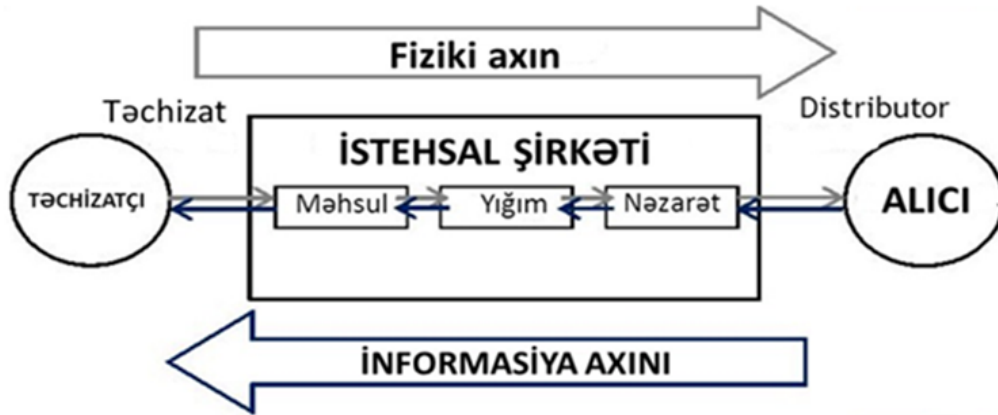 Fiziki axın
Təchizat
Distributor
İSTEHSAL ŞİRKƏTİ
TƏCHİZATÇI
Məhsul
Yığım
Nəzarət
ALICI
İNFORMASİYA AXINI